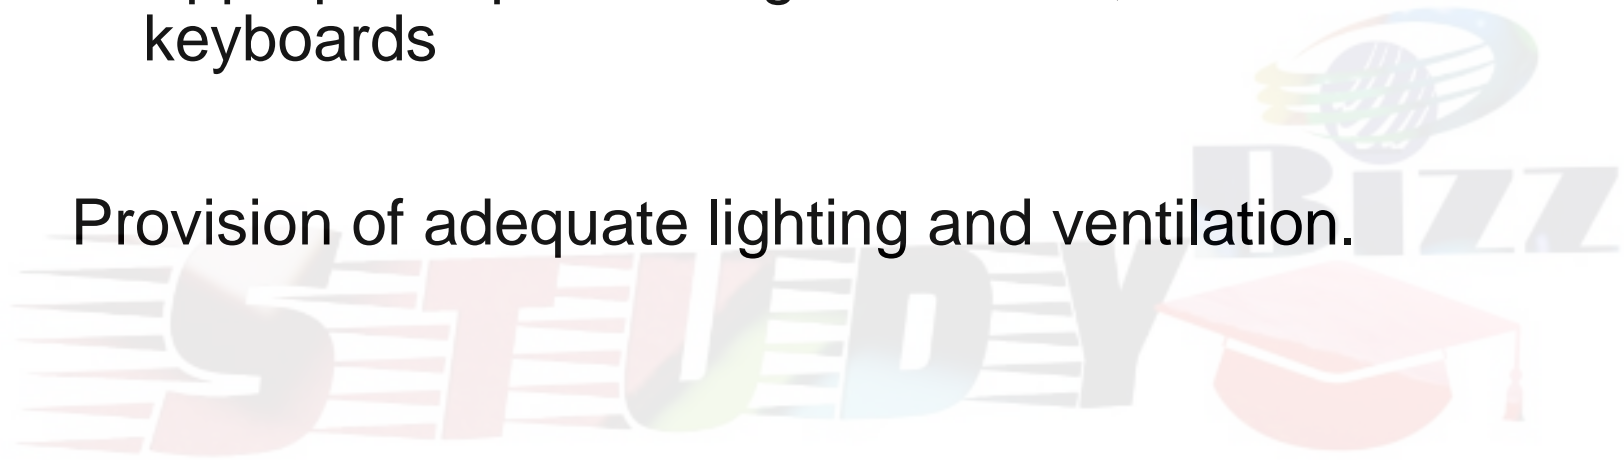 keyboards
Provision of adequate lighting and ventilation.
Bizz
STUDY